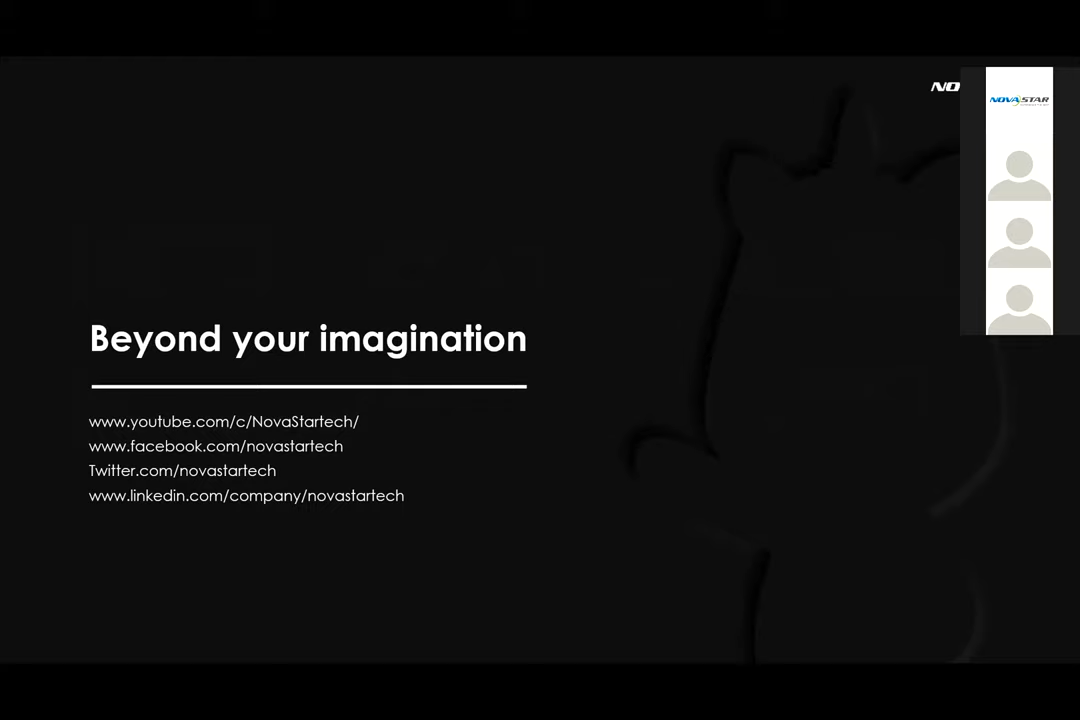 NO
NOVASTAR
Beyond your imagination
www.youtube.com/c/NovaStartech/
www.facebook.com/novastartech
Twitter.com/novastartech
www.linkedin.com/company/novastartech